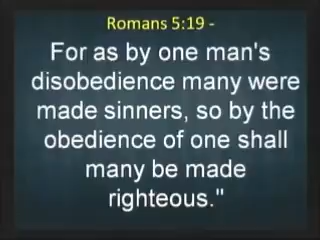 Romans 5:19 -
For as by one man's
disobedience many were
made sinners, so by the
obedience of one shall
many be made
righteous."